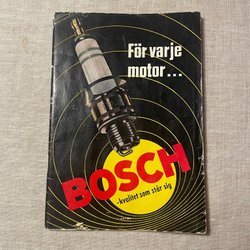 För varje
motor...
BOSCH
-kvalitet som står sig